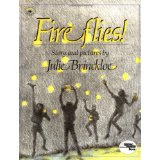 Fireflies!
Story and pictures by
Julie Brinckloe